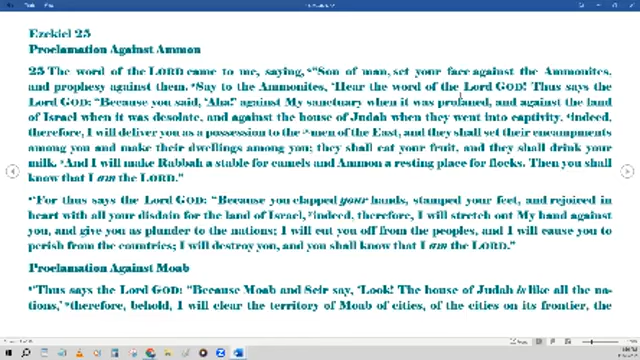 Ezekiel 25
Proclamation Against Ammon
25 The word of the LORD came to me, saying, ²"Son of man, set your face against the Ammonites,
and prophesy against them. ³Say to the Ammonites, 'Hear the word of the Lord GOD! Thus says the
Lord GOD: "Because you said, 'Aha!' against My sanctuary when it was profaned, and against the land
of Israel when it was desolate, and against the house of Judah when they went into captivity, ⁴indeed,
therefore, I will deliver you as a possession to the men of the East, and they shall set their encampments
among you and make their dwellings among you; they shall eat your fruit, and they shall drink your
milk. ⁵And I will make Rabbah a stable for camels and Ammon a resting place for flocks. Then you shall
know that I am the LORD."
⁶'For thus says the Lord GOD: "Because you clapped your hands, stamped your feet, and rejoiced in
heart with all your disdain for the land of Israel, ⁷indeed, therefore, I will stretch out My hand against
you, and give you as plunder to the nations; I will cut you off from the peoples, and I will cause you to
perish from the countries; I will destroy you, and you shall know that I am the LORD."
Proclamation Against Moab
⁸'Thus says the Lord GOD: "Because Moab and Seir say, 'Look! The house of Judah is like all the na-
tions,' ⁹therefore, behold, I will clear the territory of Moab of cities, of the cities on its frontier, the